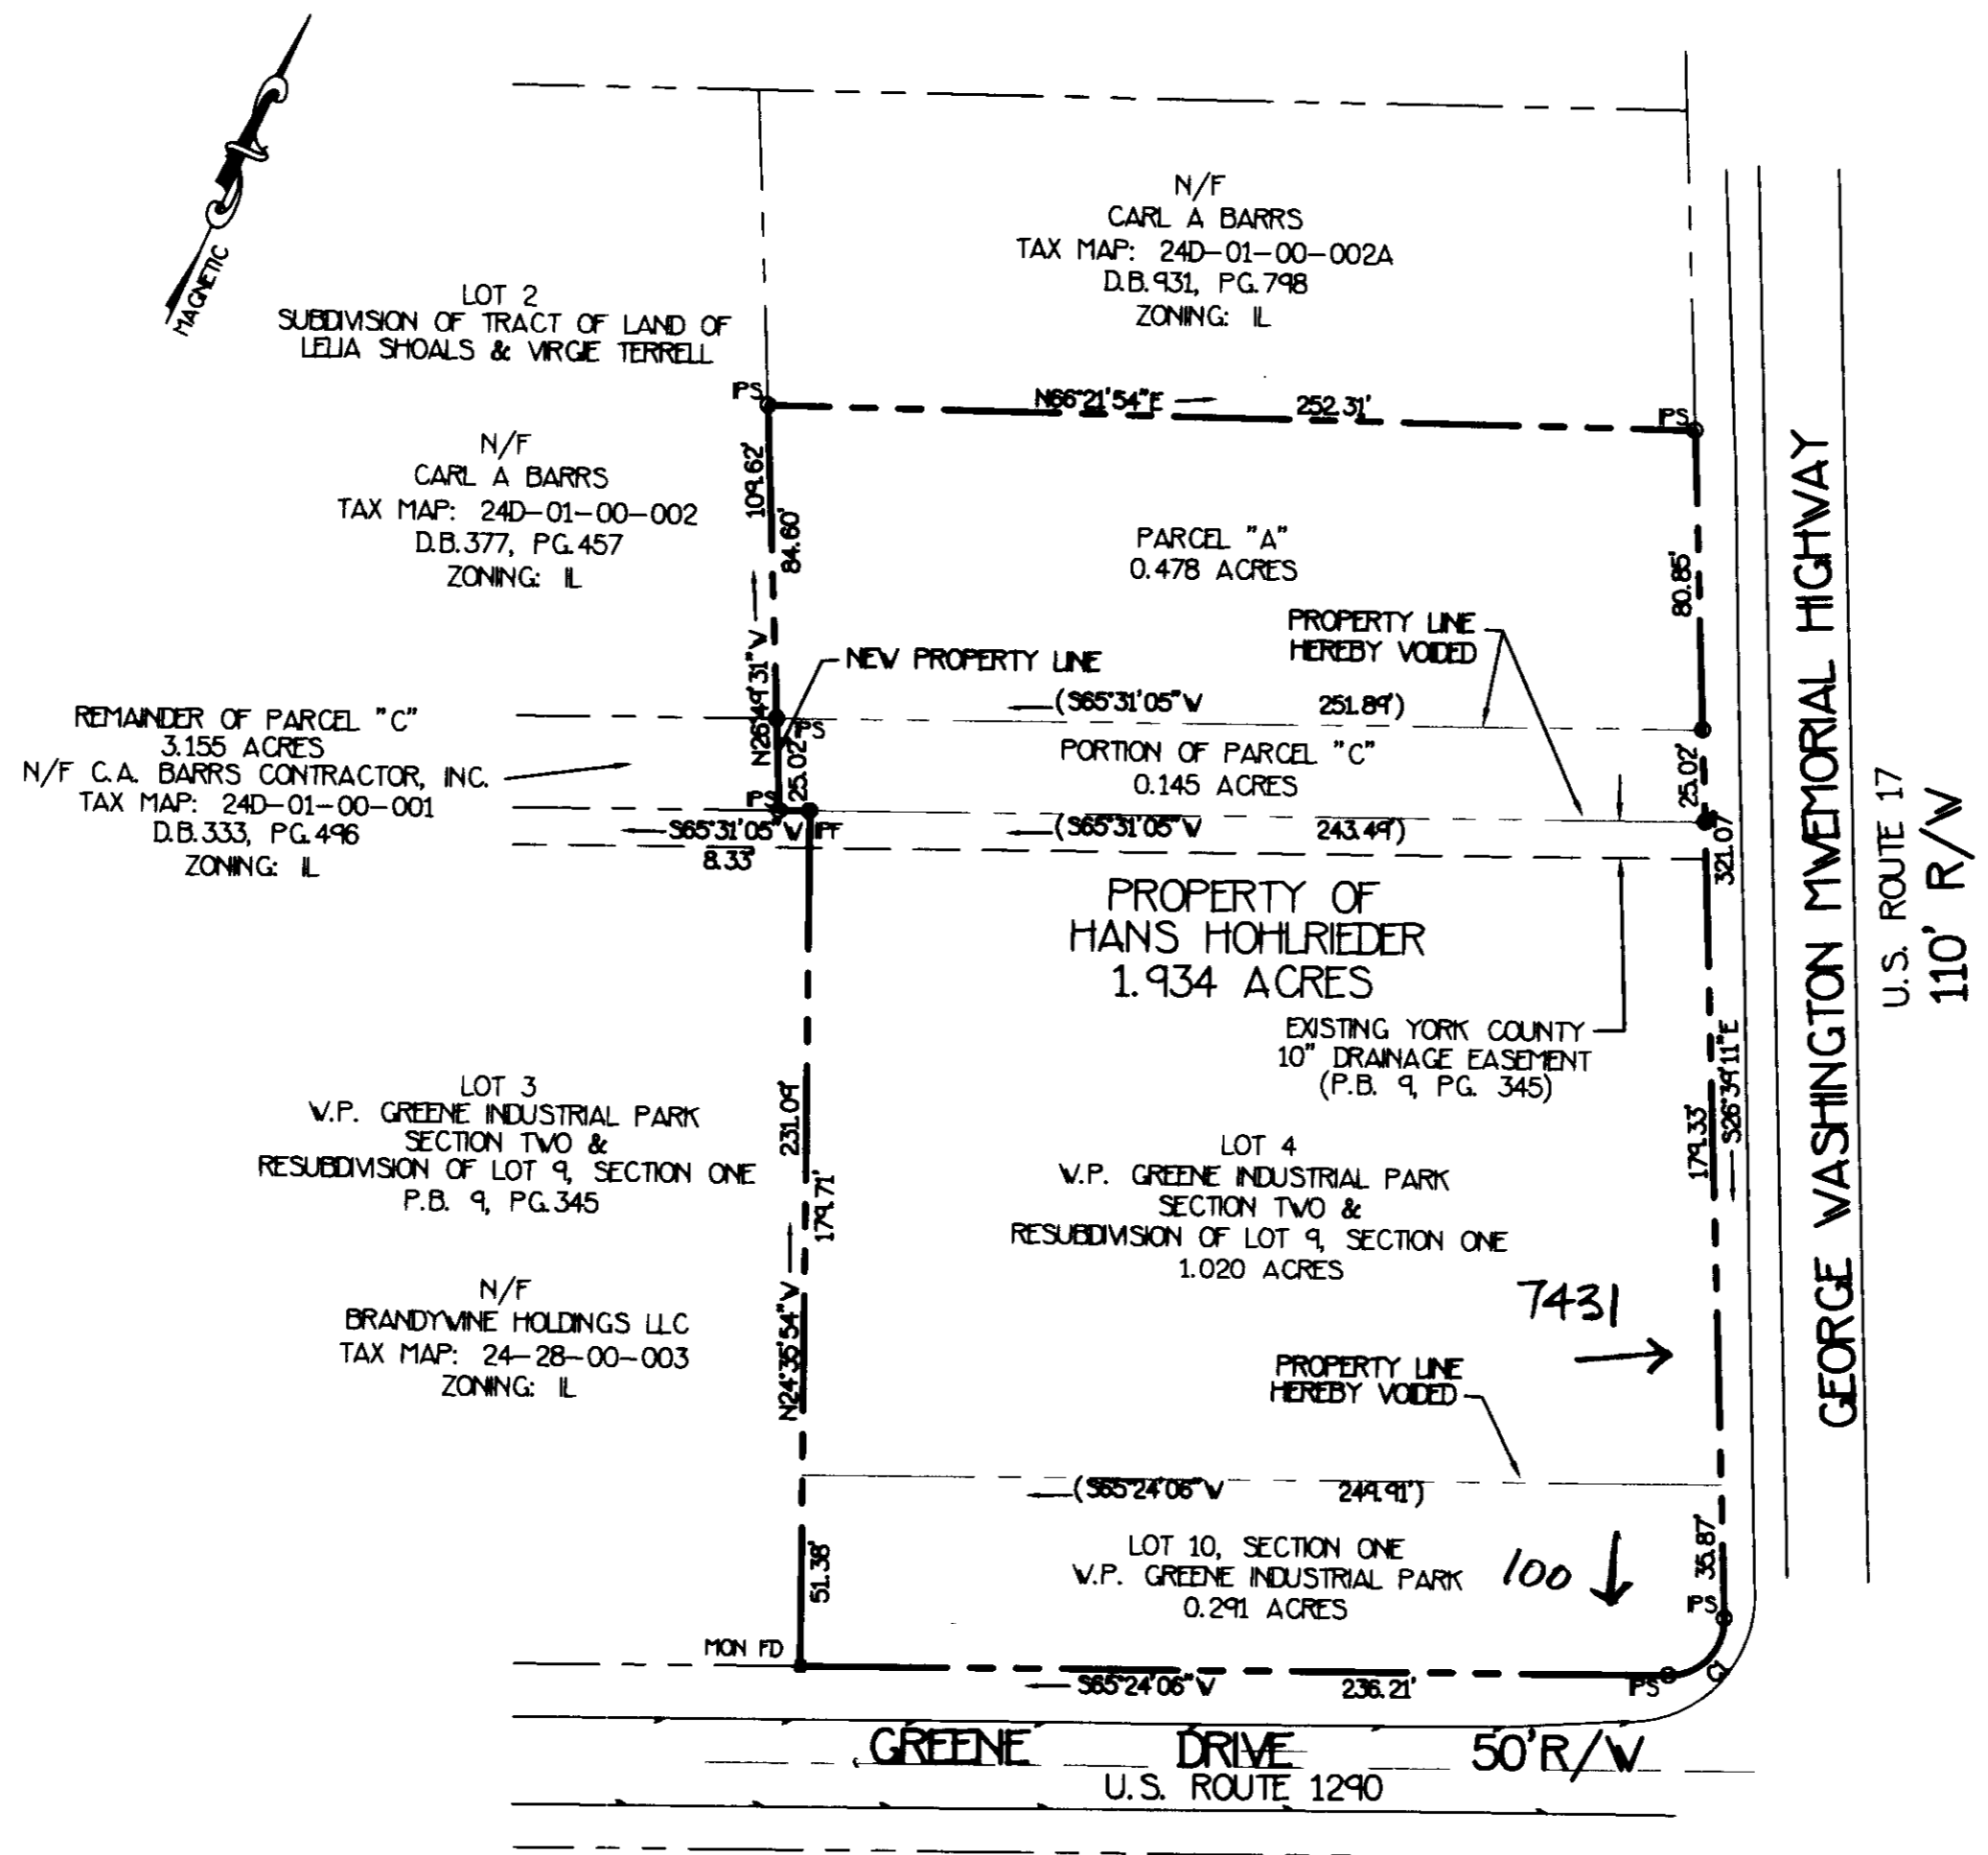 MAGNETIC
LOT 2
SUBDIVISION OF TRACT OF LAND OF
LELIA SHOALS & VIRGIE TERRELL
N/F
CARL A BARRS
TAX MAP: 24D-01-00-002A
D.B.931, PG.798
ZONING: IL
IPS
N66°21'54"E
252.31'
IPS
N/F
CARL A BARRS
TAX MAP: 24D-01-00-002
D.B.377, PG.457
ZONING: IL
109.62'
84.60'
N26°49'31"W
PARCEL "A"
0.478 ACRES
80.85'
PROPERTY LINE
HEREBY VOIDED
NEW PROPERTY LINE
(S65°31'05"W 251.89')
REMAINDER OF PARCEL "C"
3.155 ACRES
N/F C.A. BARRS CONTRACTOR, INC.
TAX MAP: 24D-01-00-001
D.B.333, PG.496
ZONING: IL
IPS
25.02'
PORTION OF PARCEL "C"
0.145 ACRES
25.02'
IPS
IPF
S65°31'05"W
8.33'
(S65°31'05"W 243.49')
321.07'
PROPERTY OF
HANS HOHLRIEDER
1.934 ACRES
EXISTING YORK COUNTY
10" DRAINAGE EASEMENT
(P.B. 9, PG. 345)
GEORGE WASHINGTON MWEMORIAL HIGHWAY
U.S. ROUTE 17
110' R/W
LOT 3
W.P. GREENE INDUSTRIAL PARK
SECTION TWO &
RESUBDIVISION OF LOT 9, SECTION ONE
P.B. 9, PG.345
231.09'
179.71'
N24°35'54"W
LOT 4
W.P. GREENE INDUSTRIAL PARK
SECTION TWO &
RESUBDIVISION OF LOT 9, SECTION ONE
1.020 ACRES
179.33'
S26°39'11"E
N/F
BRANDYWINE HOLDINGS LLC
TAX MAP: 24-28-00-003
ZONING: IL
7431
PROPERTY LINE
HEREBY VOIDED
(S65°24'06"W 249.91')
51.38'
LOT 10, SECTION ONE
W.P. GREENE INDUSTRIAL PARK
0.291 ACRES
100
35.87'
IPS
MON FD
S65°24'06"W
236.21'
IPS
C1
GREENE DRIVE 50'R/W
U.S. ROUTE 1290